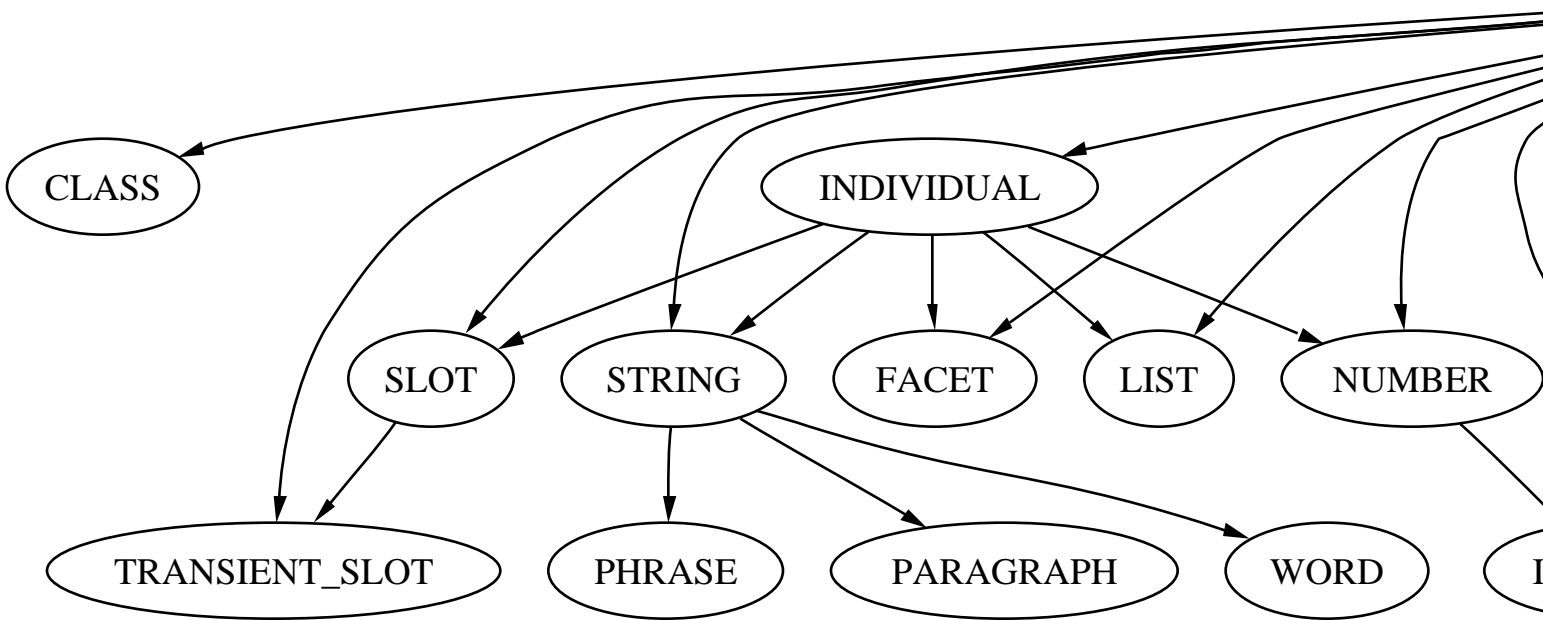 CLASS
INDIVIDUAL
SLOT
STRING
FACET
LIST
NUMBER
TRANSIENT_SLOT
PHRASE
PARAGRAPH
WORD